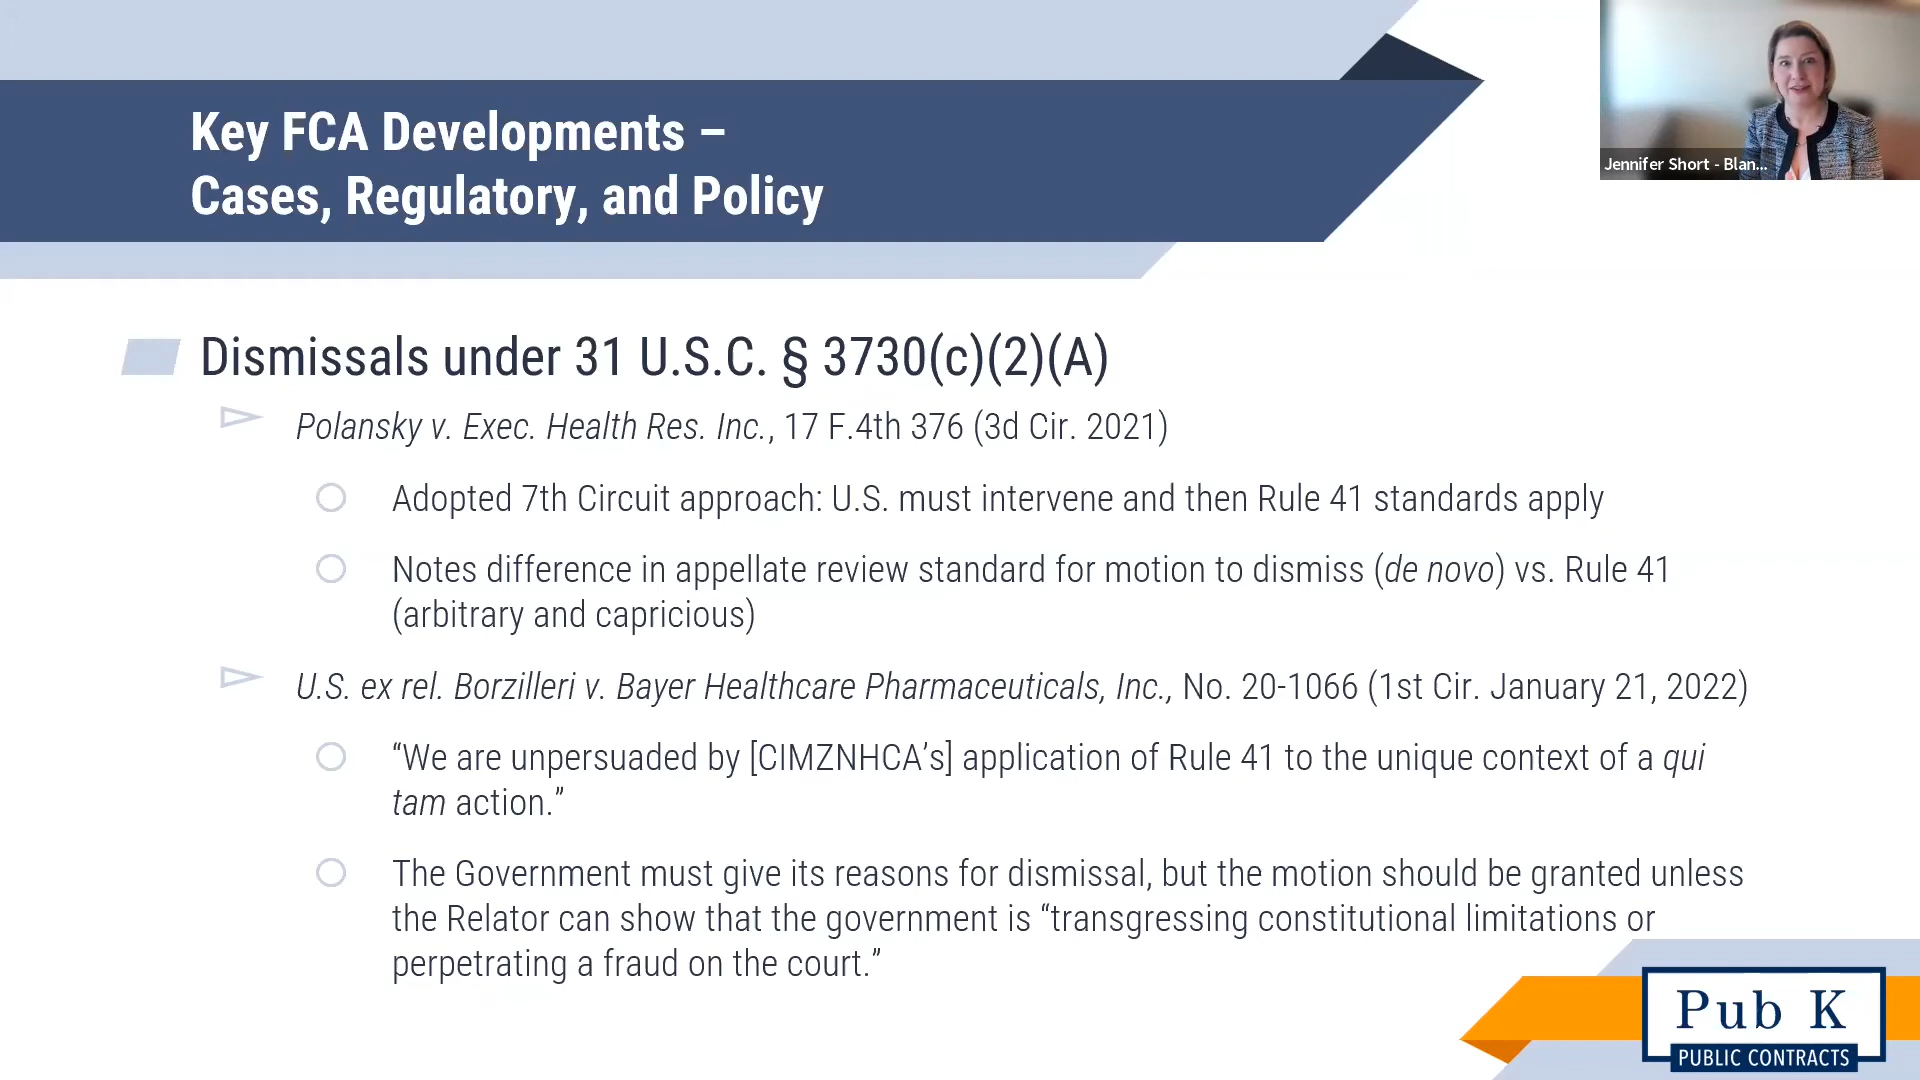 Key FCA Developments –
Cases, Regulatory, and Policy
Jennifer Short - Blan...
Dismissals under 31 U.S.C. § 3730(c)(2)(A)
Polansky v. Exec. Health Res. Inc., 17 F.4th 376 (3d Cir. 2021)
Adopted 7th Circuit approach: U.S. must intervene and then Rule 41 standards apply
Notes difference in appellate review standard for motion to dismiss (de novo) vs. Rule 41
(arbitrary and capricious)
U.S. ex rel. Borzilleri v. Bayer Healthcare Pharmaceuticals, Inc., No. 20-1066 (1st Cir. January 21, 2022)
“We are unpersuaded by [CIMZNHCA’s] application of Rule 41 to the unique context of a qui
tam action.”
The Government must give its reasons for dismissal, but the motion should be granted unless
the Relator can show that the government is “transgressing constitutional limitations or
perpetrating a fraud on the court.”
Pub K
PUBLIC CONTRACTS